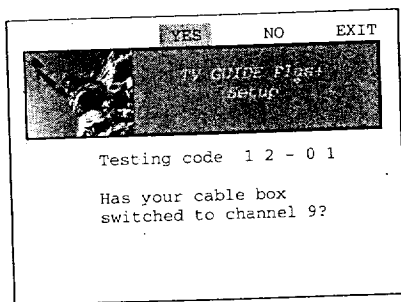 YES NO EXIT
TV GUIDE Plus+
Setup
Testing code 1 2 - 0 1
Has your cable box
switched to channel 9?